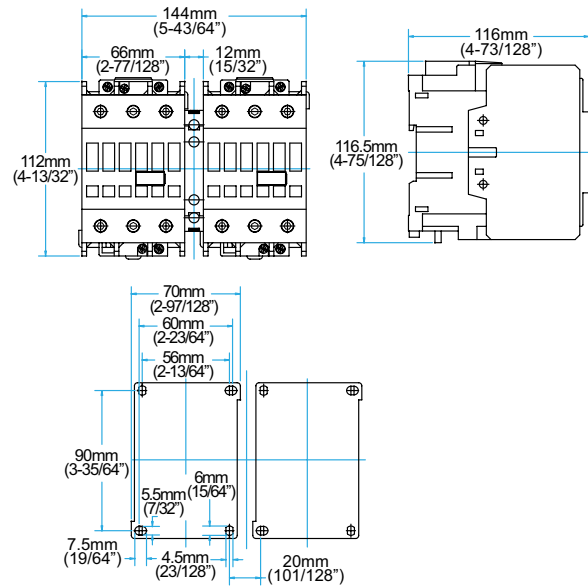 144mm
(5-43/64”)
66mm
(2-77/128”)
12mm
(15/32”)
112mm
(4-13/32”)
116mm
(4-73/128”)
116.5mm
(4-75/128”)
70mm
(2-97/128”)
60mm
(2-23/64”)
56mm
(2-13/64”)
90mm
(3-35/64”)
5.5mm
(7/32”)
6mm
(15/64”)
7.5mm
(19/64”)
4.5mm
(23/128”)
20mm
(101/128”)